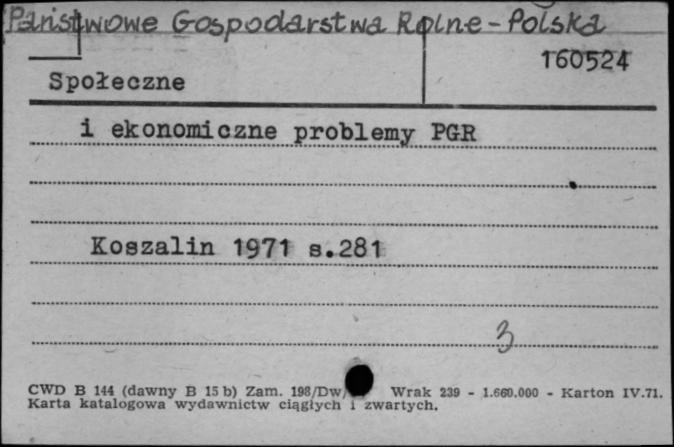 Państwowe Gospodarstwa Rolne - Polska
160524
Społeczne
i ekonomiczne problemy PGR
Koszalin 1971 s.281
3
CWD B 144 (dawny B 15 b) Zam. 198/Dw/ Wrak 239 - 1.660.000 - Karton IV.71.
Karta katalogowa wydawnictw ciągłych i zwartych.